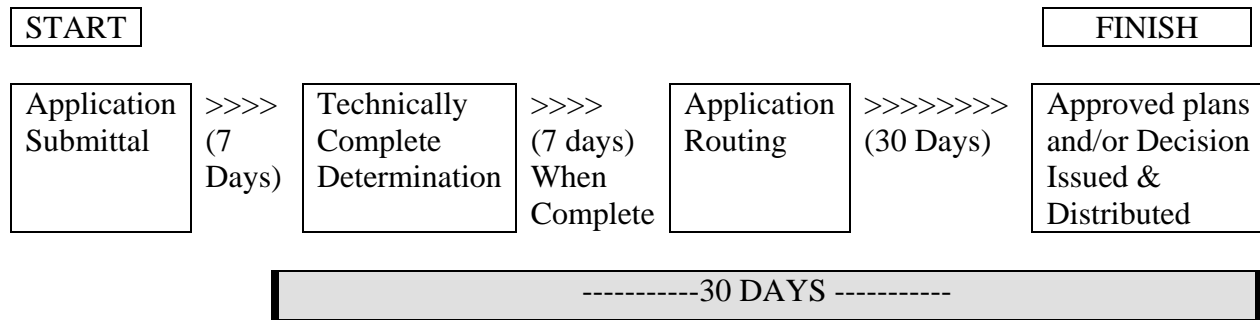 START
FINISH
Application
Submittal
>>>>
(7
Days)
Technically
Complete
Determination
>>>>
(7 days)
When
Complete
Application
Routing
>>>>>>>>
(30 Days)
Approved plans
and/or Decision
Issued &
Distributed
-----------30 DAYS -----------